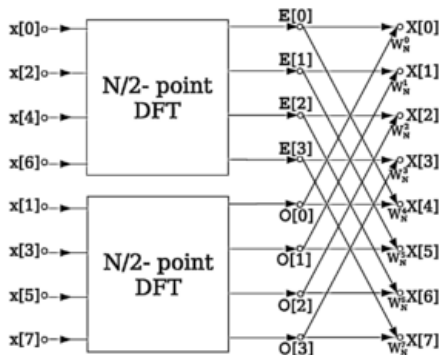 x[0] E[0] X[0]
W_N^0
x[2] E[1] X[1]
W_N^1
N/2- point
DFT
x[4] E[2] X[2]
W_N^2
x[6] E[3] X[3]
W_N^3
x[1] O[0] X[4]
W_N^4
x[3] O[1] X[5]
W_N^5
N/2- point
DFT
x[5] O[2] X[6]
W_N^6
x[7] O[3] X[7]
W_N^7